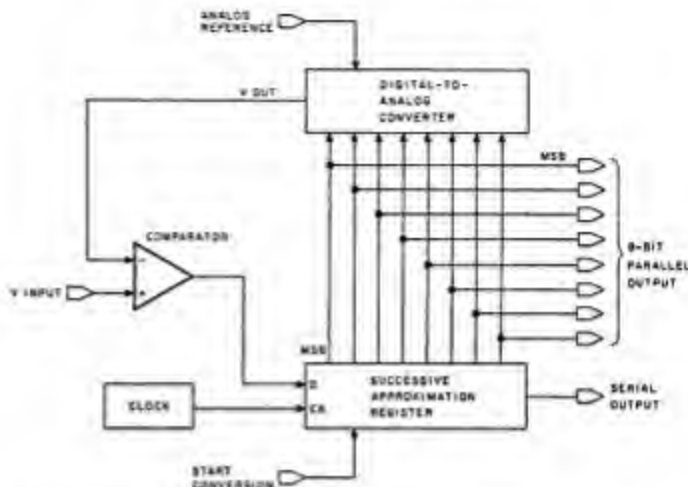 ANALOG
REFERENCE
V OUT
DIGITAL-TO-
ANALOG
CONVERTER
MSB
COMPARATOR
-
+
V INPUT
8-BIT
PARALLEL
OUTPUT
MSB
D
CK
CLOCK
SUCCESSIVE
APPROXIMATION
REGISTER
SERIAL
OUTPUT
START
CONVERSION